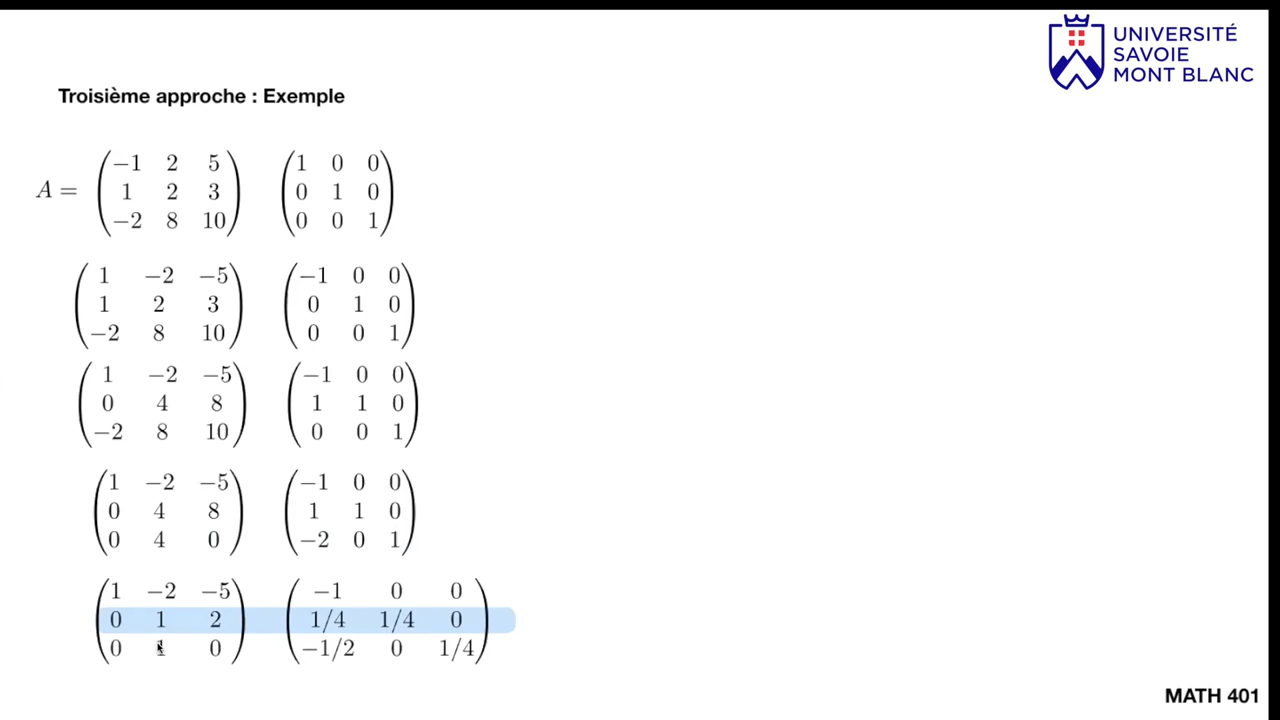 UNIVERSITÉ
SAVOIE
MONT BLANC
Troisième approche : Exemple
−1 2 5 1 0 0
A = 1 2 3 0 1 0
−2 8 10 0 0 1
1 −2 −5 −1 0 0
1 2 3 0 1 0
−2 8 10 0 0 1
1 −2 −5 −1 0 0
0 4 8 1 1 0
−2 8 10 0 0 1
1 −2 −5 −1 0 0
0 4 8 1 1 0
0 4 0 −2 0 1
1 −2 −5 −1 0 0
0 1 2 1/4 1/4 0
0 1 0 −1/2 0 1/4
MATH 401